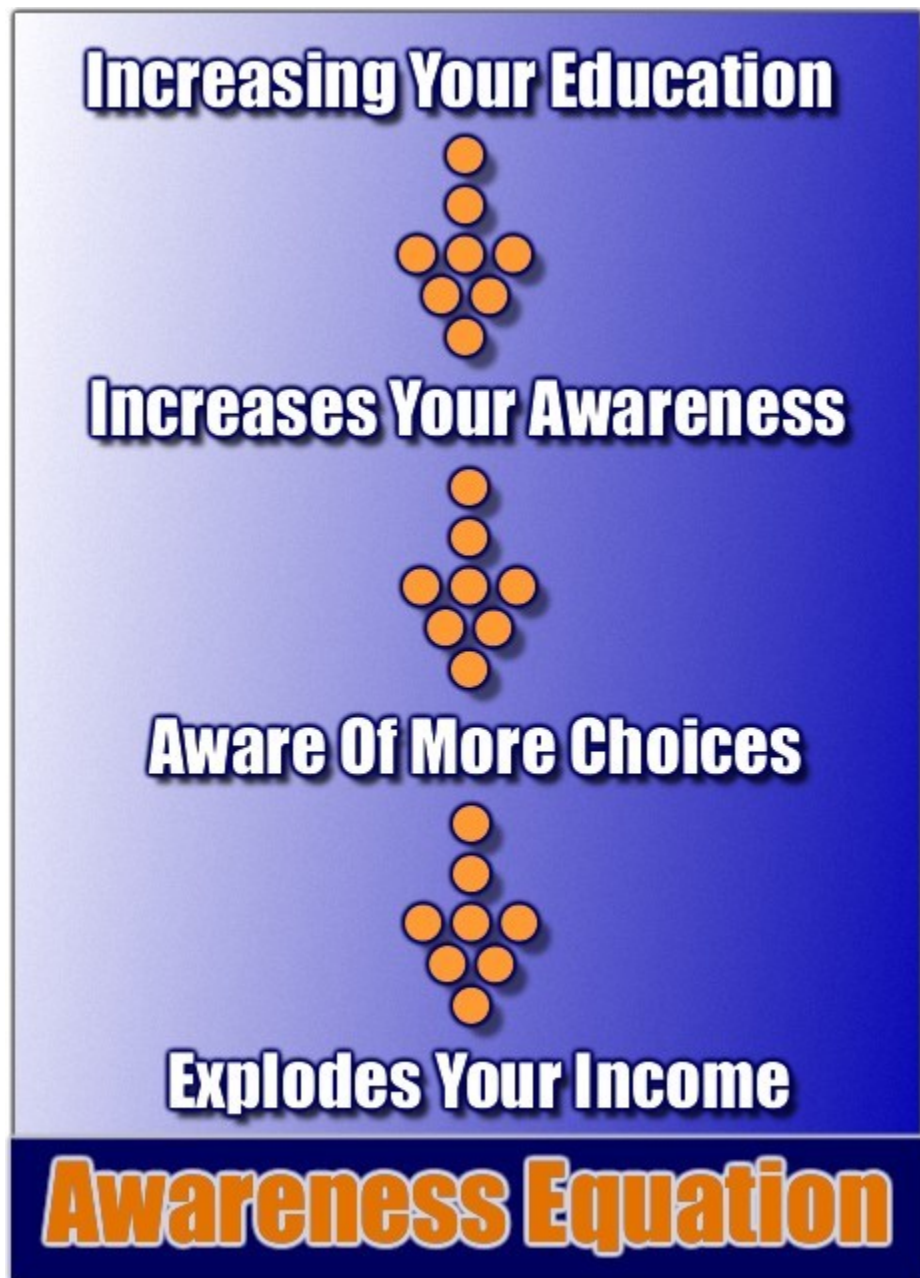 Increasing Your Education
Increases Your Awareness
Aware Of More Choices
Explodes Your Income
Awareness Equation